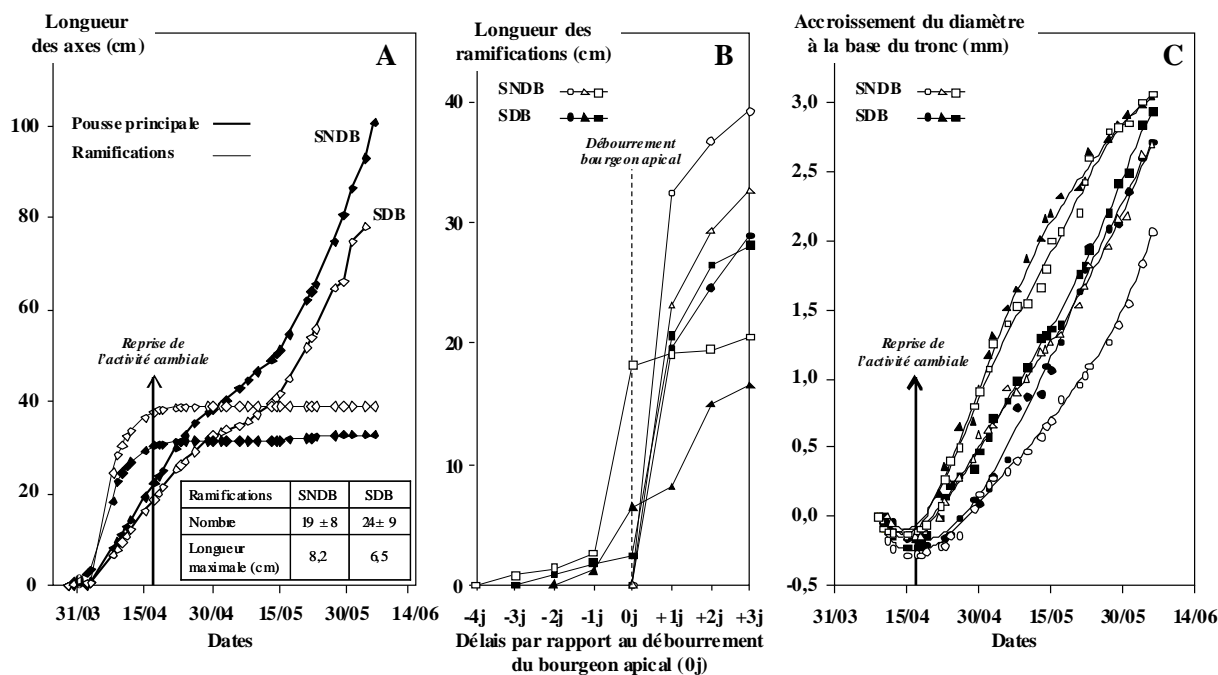 Longueur
des axes (cm)
A
100
80
60
40
20
0
Pousse principale
Ramifications
SNDB
SDB
Reprise de
l'activité cambiale
Ramifications SNDB SDB
Nombre 19 ± 8 24± 9
Longueur
maximale (cm) 8,2 6,5
31/03 15/04 30/04 15/05 30/05 14/06
Dates
Longueur des
ramifications (cm)
B
SNDB
SDB
Débourrement
bourgeon apical
40
30
20
10
0
-4j -3j -2j -1j 0j +1j +2j +3j
Délais par rapport au débourrement
du bourgeon apical (0j)
Accroissement du diamètre
à la base du tronc (mm)
C
SNDB
SDB
3,0
2,5
2,0
1,5
1,0
0,5
0,0
-0,5
Reprise de
l'activité cambiale
31/03 15/04 30/04 15/05 30/05 14/06
Dates